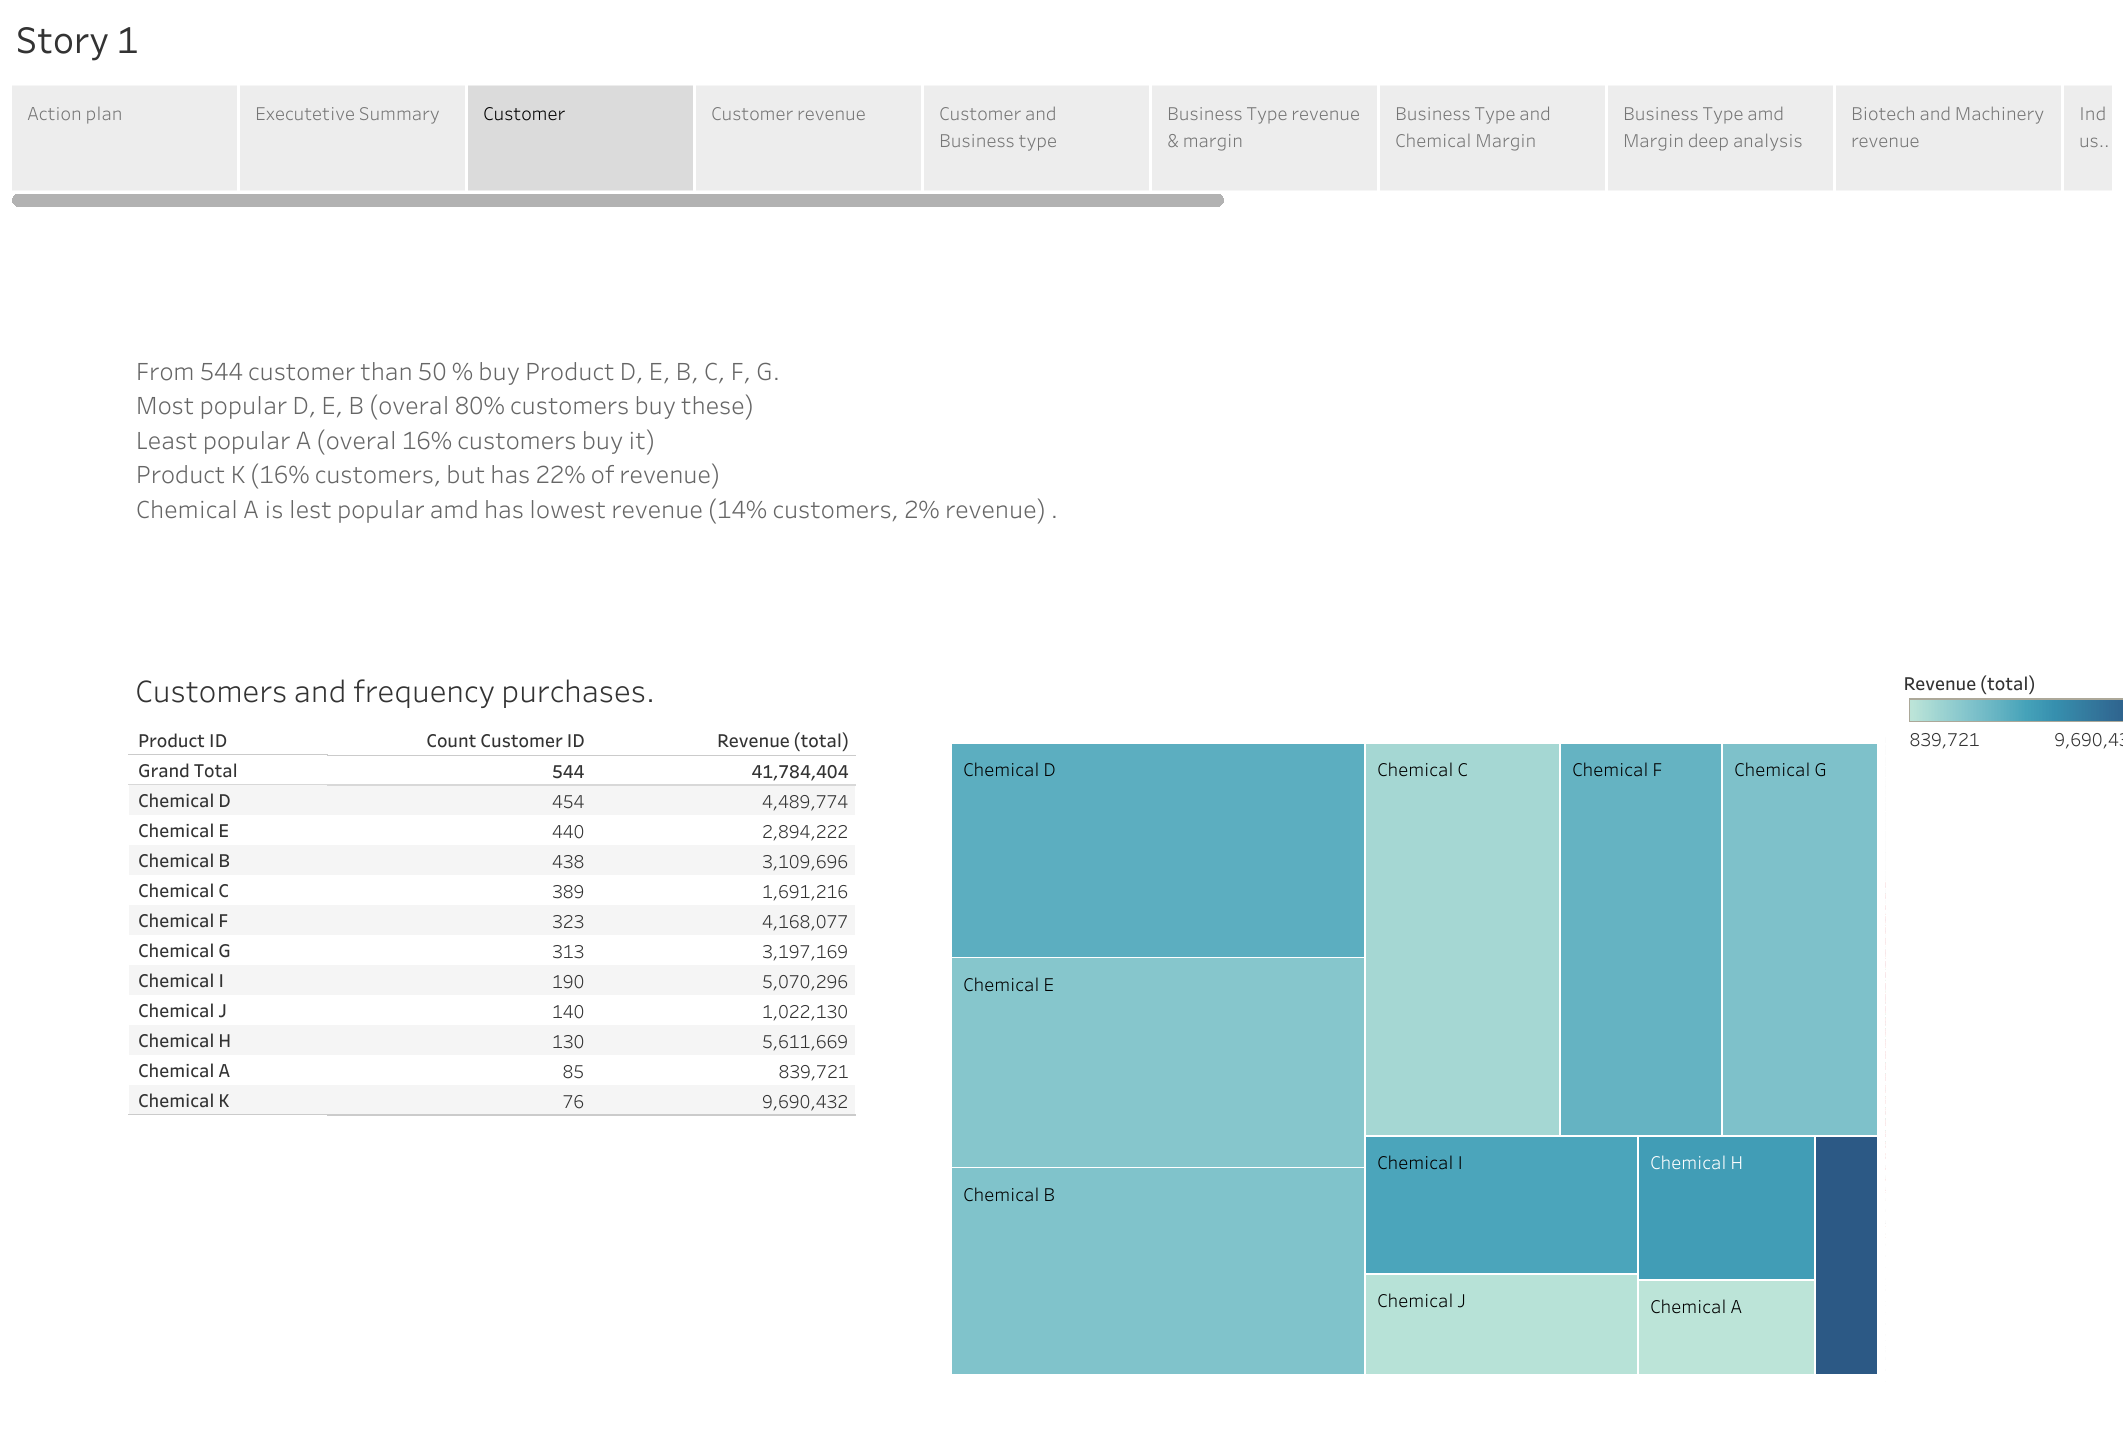 Story 1
Action plan
Executetive Summary
Customer
Customer revenue
Customer and
Business type
Business Type revenue
& margin
Business Type and
Chemical Margin
Business Type amd
Margin deep analysis
Biotech and Machinery
revenue
Ind
us..
From 544 customer than 50 % buy Product D, E, B, C, F, G.
Most popular D, E, B (overal 80% customers buy these)
Least popular A (overal 16% customers buy it)
Product K (16% customers, but has 22% of revenue)
Chemical A is lest popular amd has lowest revenue (14% customers, 2% revenue) .
Customers and frequency purchases.
Product ID Count Customer ID Revenue (total)
Grand Total 544 41,784,404
Chemical D 454 4,489,774
Chemical E 440 2,894,222
Chemical B 438 3,109,696
Chemical C 389 1,691,216
Chemical F 323 4,168,077
Chemical G 313 3,197,169
Chemical I 190 5,070,296
Chemical J 140 1,022,130
Chemical H 130 5,611,669
Chemical A 85 839,721
Chemical K 76 9,690,432
Chemical D
Chemical E
Chemical B
Chemical C
Chemical F
Chemical G
Chemical I
Chemical H
Chemical J
Chemical A
Revenue (total)
839,721 9,690,43